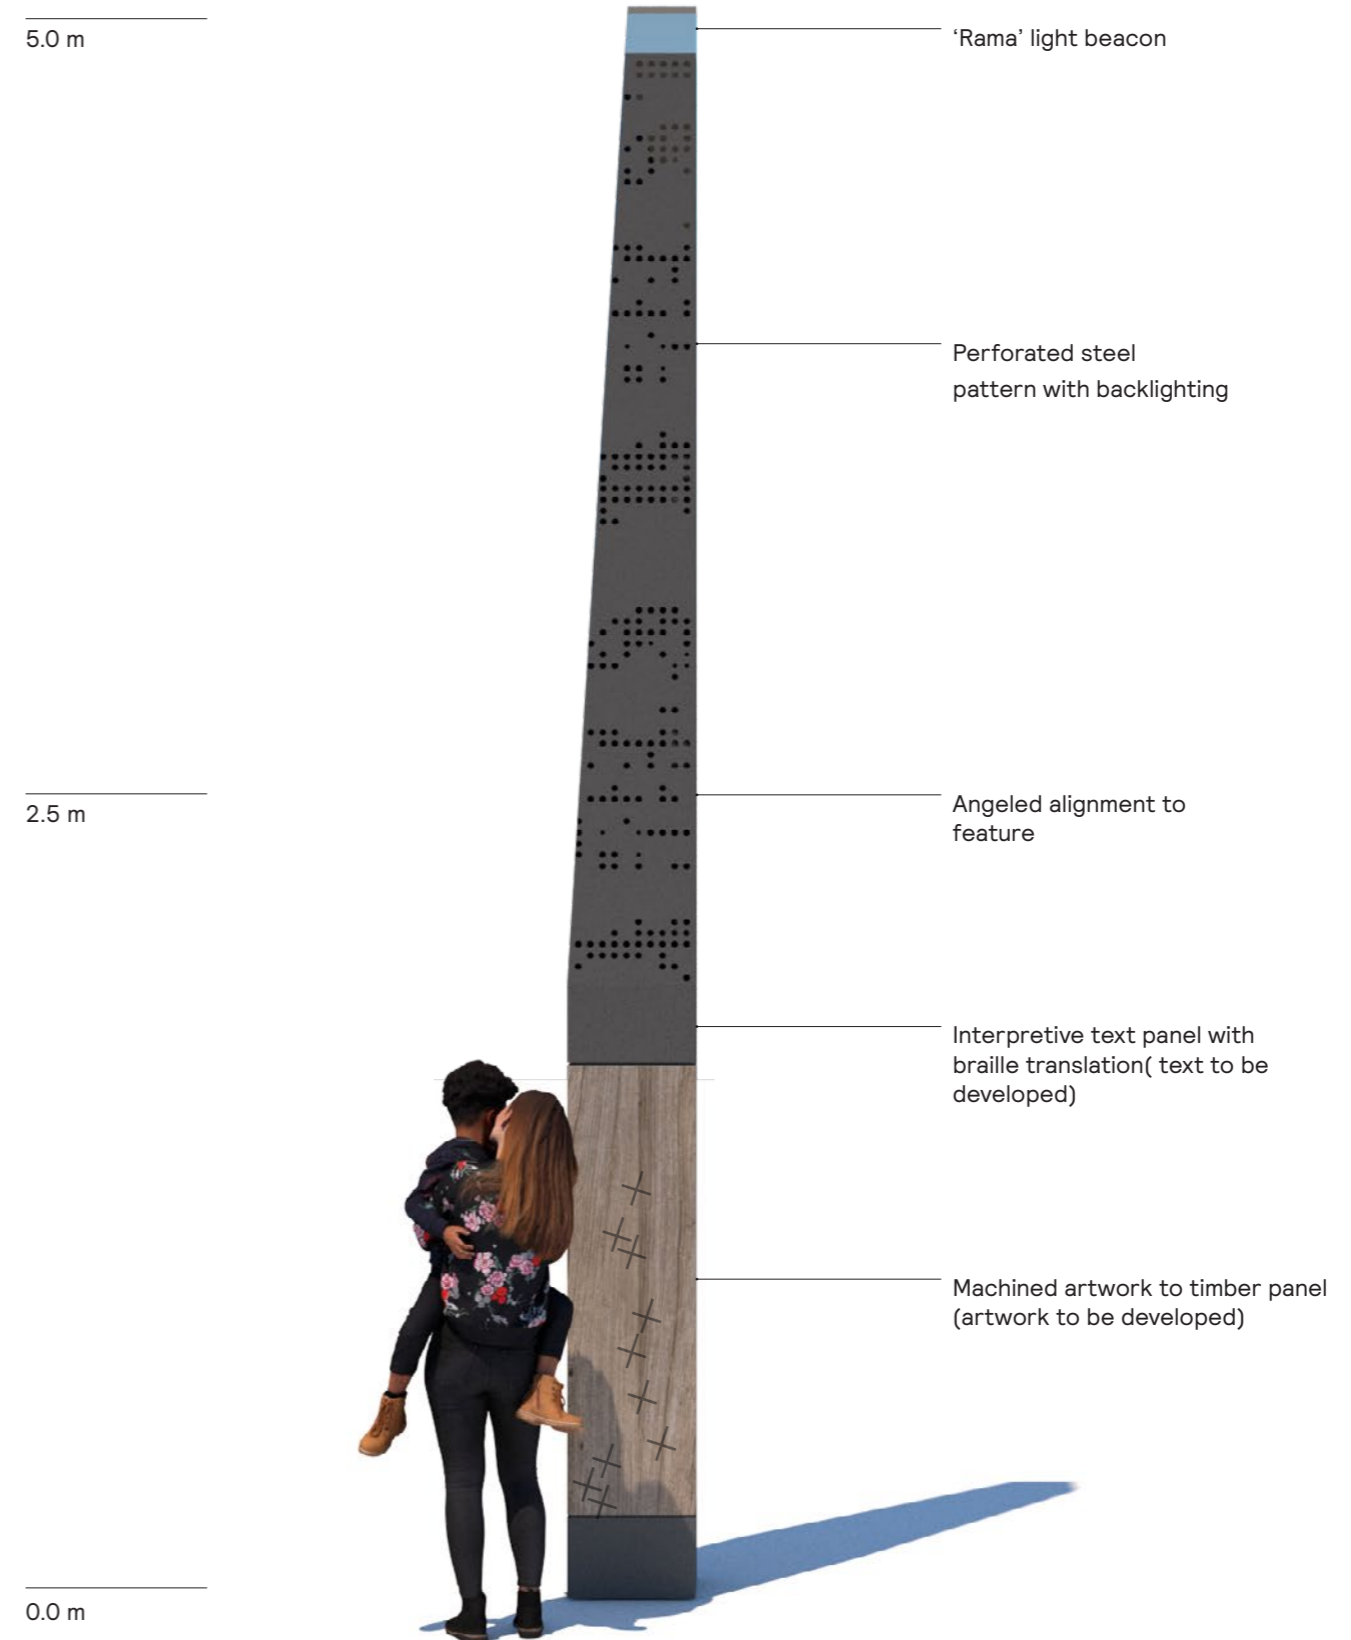 5.0 m
‘Rama’ light beacon
Perforated steel
pattern with backlighting
2.5 m
Angeled alignment to
feature
Interpretive text panel with
braille translation( text to be
developed)
Machined artwork to timber panel
(artwork to be developed)
0.0 m